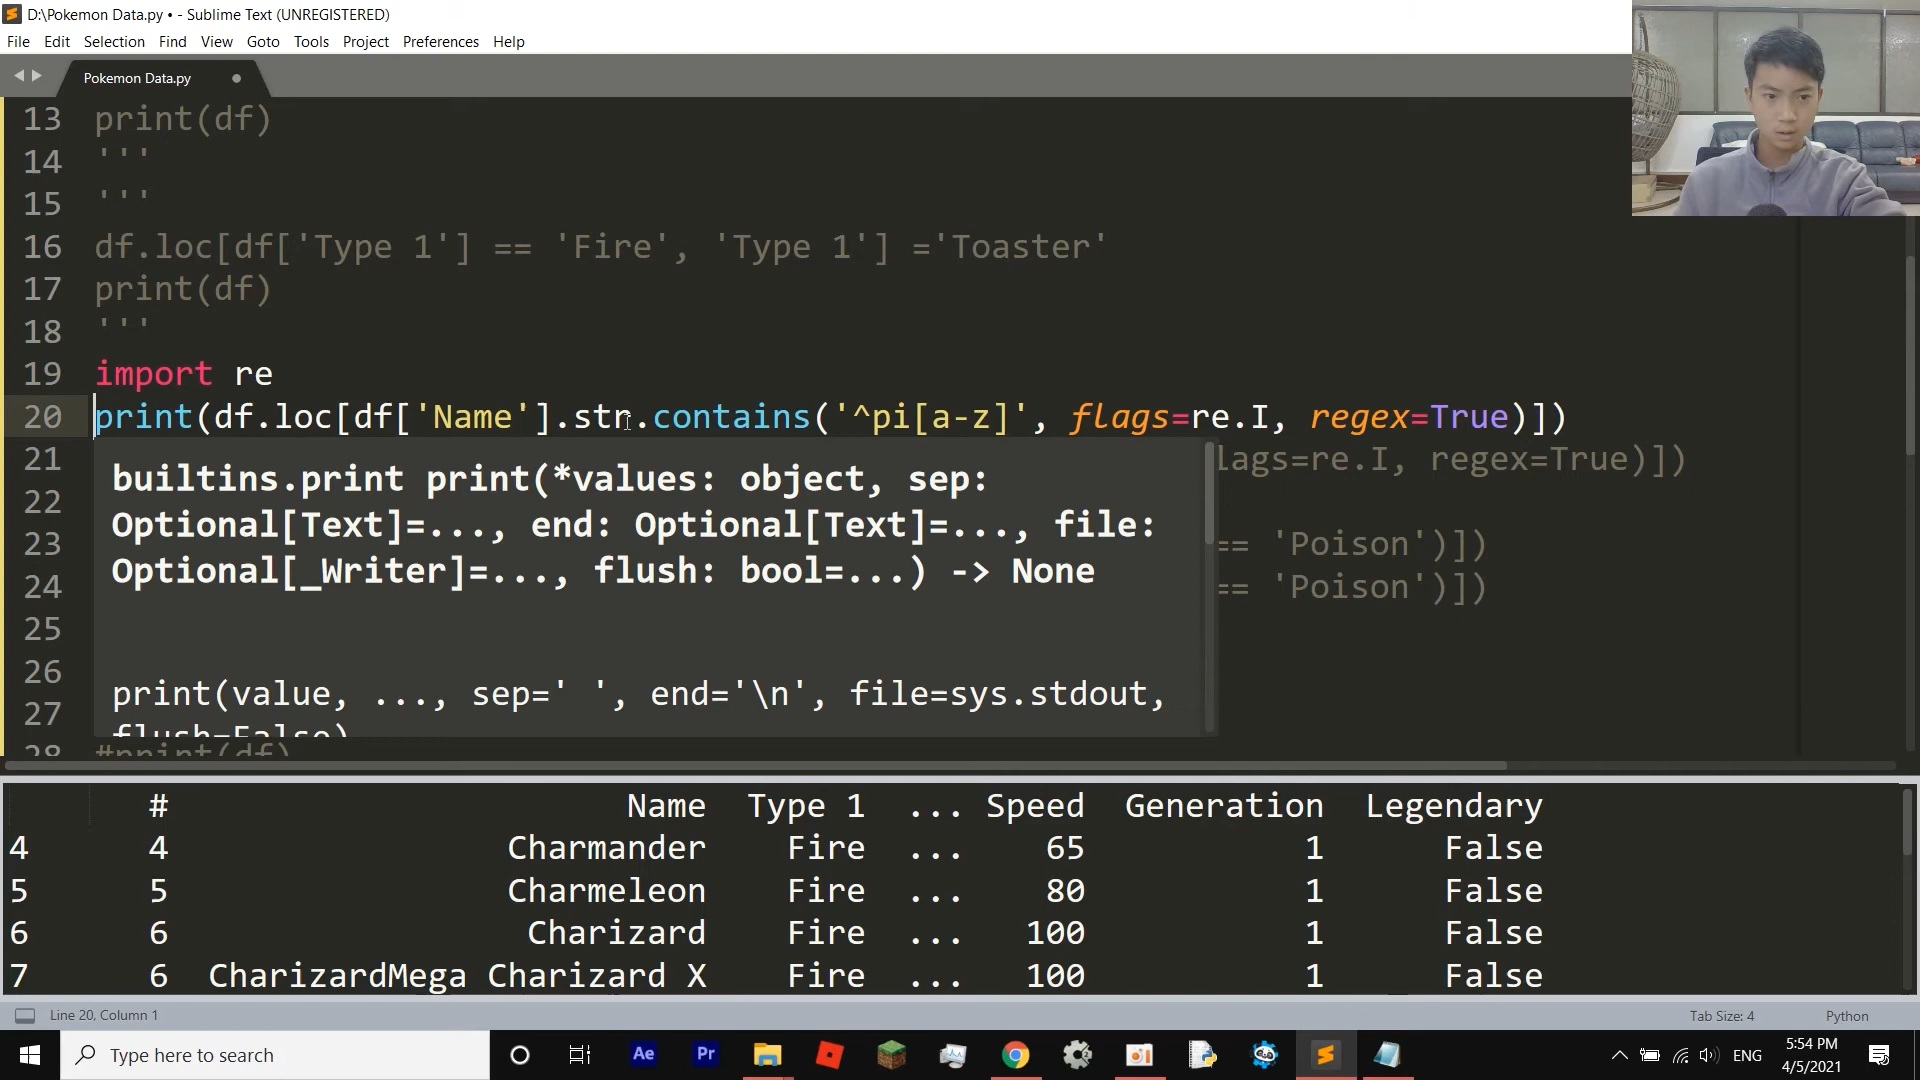 D:\Pokemon Data.py • - Sublime Text (UNREGISTERED)
File Edit Selection Find View Goto Tools Project Preferences Help
Pokemon Data.py
13 print(df)
14 '''
15 '''
16 df.loc[df['Type 1'] == 'Fire', 'Type 1'] ='Toaster'
17 print(df)
18 '''
19 import re
20 print(df.loc[df['Name'].str.contains('^pi[a-z]', flags=re.I, regex=True)])
21 lags=re.I, regex=True)])
22
23 == 'Poison')])
24 == 'Poison')])
25
26
27
28 #print(df)
builtins.print print(*values: object, sep:
Optional[Text]=..., end: Optional[Text]=..., file:
Optional[_Writer]=..., flush: bool=...) -> None
print(value, ..., sep=' ', end='\n', file=sys.stdout,
flush=False)
# Name Type 1 ... Speed Generation Legendary
4 4 Charmander Fire ... 65 1 False
5 5 Charmeleon Fire ... 80 1 False
6 6 Charizard Fire ... 100 1 False
7 6 CharizardMega Charizard X Fire ... 100 1 False
Line 20, Column 1 Tab Size: 4 Python
Type here to search
Ae Pr
ENG
5:54 PM
4/5/2021